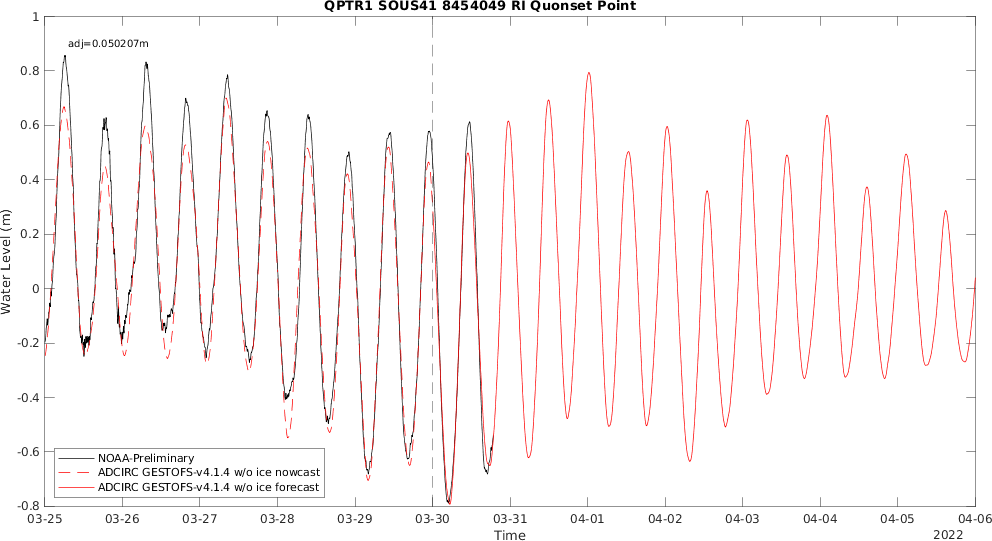 QPTR1 SOUS41 8454049 RI Quonset Point
adj=0.050207m
1
0.8
0.6
0.4
0.2
0
-0.2
-0.4
-0.6
-0.8
Water Level (m)
NOAA-Preliminary
ADCIRC GESTOFS-v4.1.4 w/o ice nowcast
ADCIRC GESTOFS-v4.1.4 w/o ice forecast
03-25 03-26 03-27 03-28 03-29 03-30 03-31 04-01 04-02 04-03 04-04 04-05 04-06
Time
2022